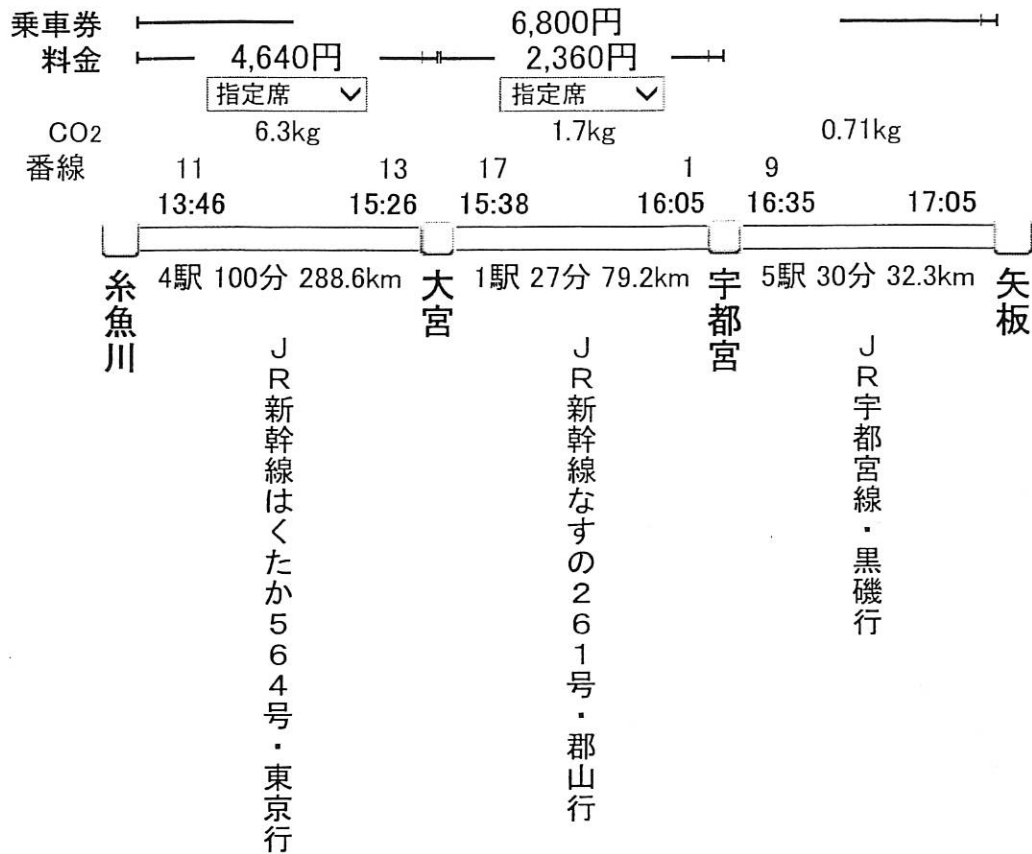 乗車券 6,800円
料金 4,640円 2,360円
指定席 指定席
CO2 6.3kg 1.7kg 0.71kg
番線 11 13 17 1 9
13:46 15:26 15:38 16:05 16:35 17:05
4駅 100分 288.6km 1駅 27分 79.2km 5駅 30分 32.3km
糸魚川
大宮
宇都宮
矢板
JR新幹線はくたか564号・東京行
JR新幹線なすの261号・郡山行
JR宇都宮線・黒磯行